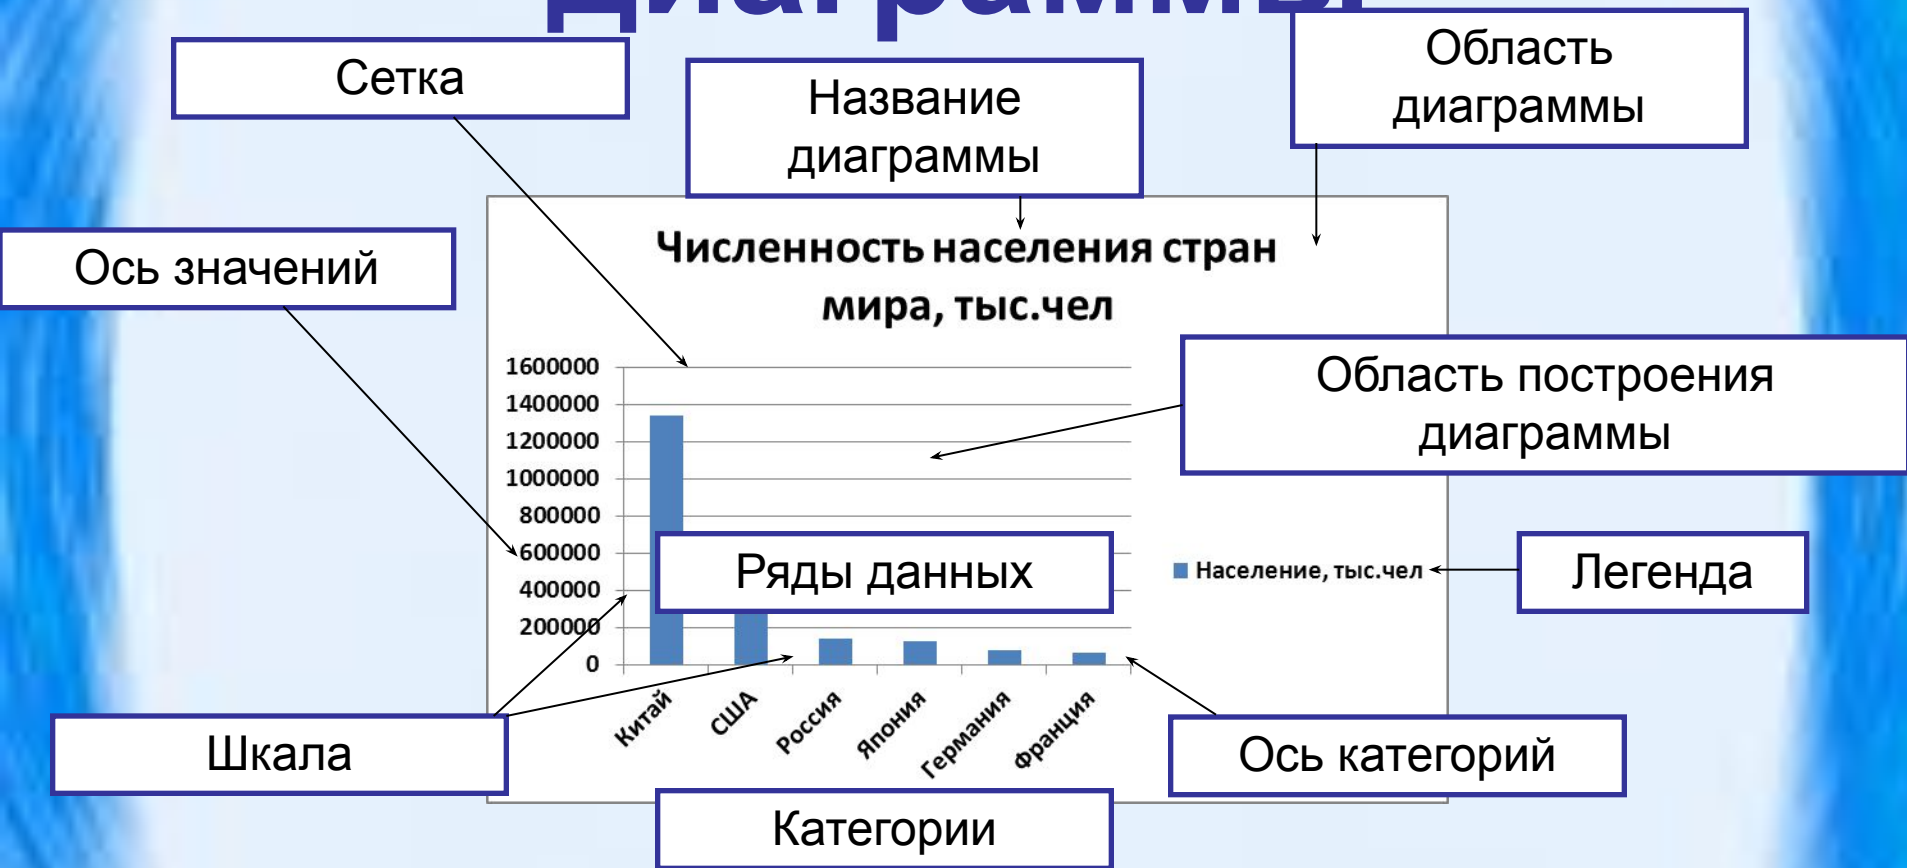 диаграммы
Сетка
Название
диаграммы
Область
диаграммы
Ось значений
Численность населения стран
мира, тыс.чел
Область построения
диаграммы
1600000
1400000
1200000
1000000
800000
600000
400000
200000
0
Ряды данных
Население, тыс.чел
Легенда
Китай
США
Россия
Япония
Германия
Франция
Шкала
Ось категорий
Категории